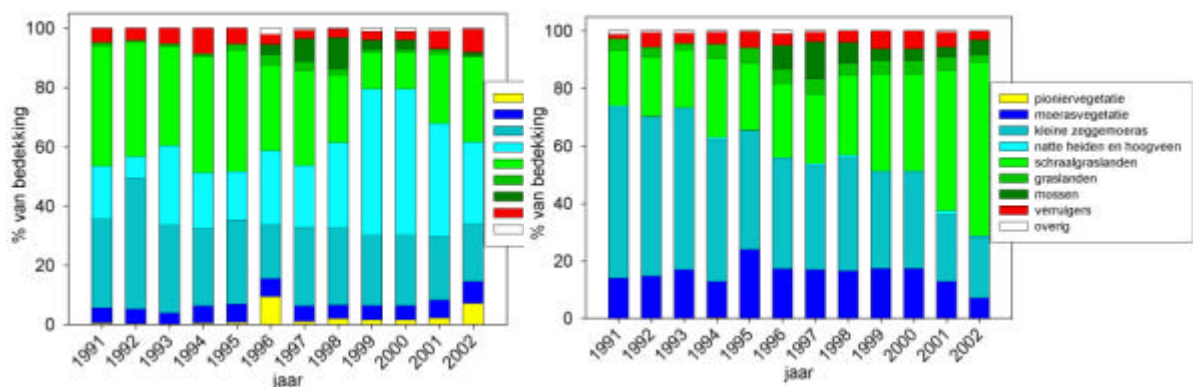 % van bedekking
100
80
60
40
20
0
1991
1992
1993
1994
1995
1996
1997
1998
1999
2000
2001
2002
jaar
% van bedekking
100
80
60
40
20
0
1991
1992
1993
1994
1995
1996
1997
1998
1999
2000
2001
2002
jaar
pioniervegetatie
moerasvegetatie
kleine zeggemoeras
natte heiden en hoogveen
schraalgraslanden
graslanden
mossen
verruigers
overig